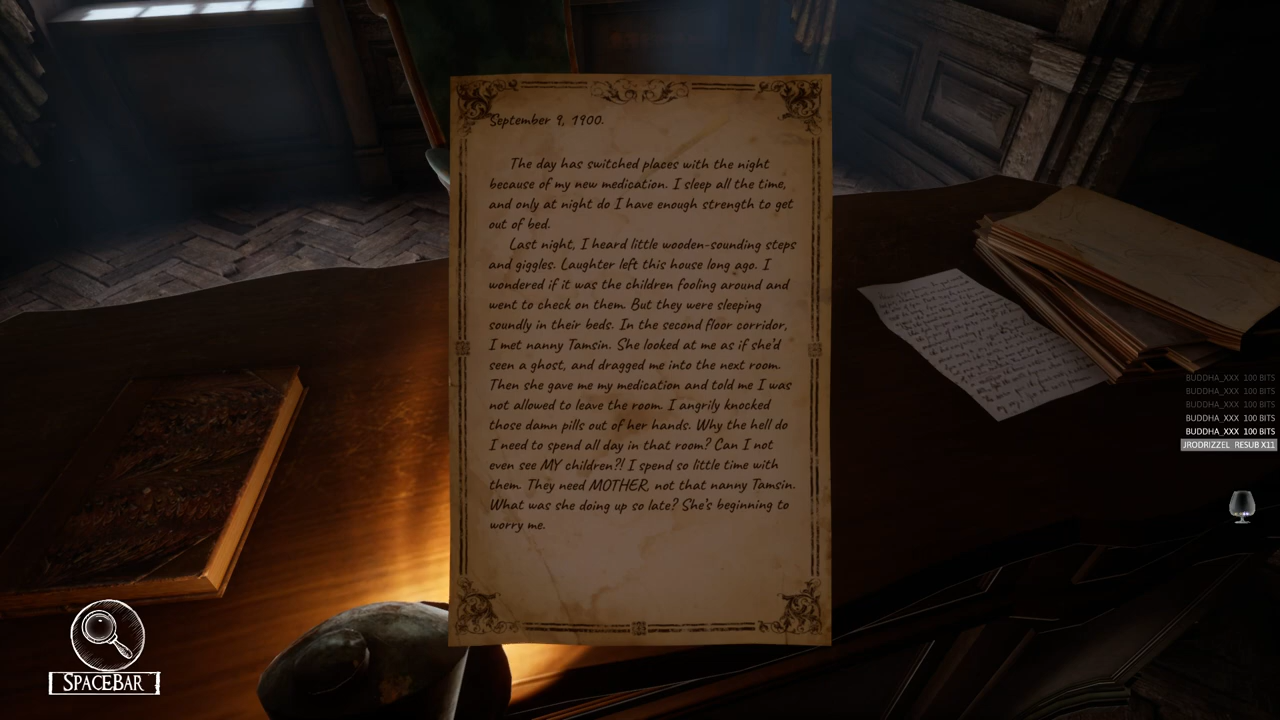 September 9, 1900.
The day has switched places with the night
because of my new medication. I sleep all the time,
and only at night do I have enough strength to get
out of bed.
Last night, I heard little wooden-sounding steps
and giggles. Laughter left this house long ago. I
wondered if it was the children fooling around and
went to check on them. But they were sleeping
soundly in their beds. In the second floor corridor,
I met nanny Tamsin. She looked at me as if she'd
seen a ghost, and dragged me into the next room.
Then she gave me my medication and told me I was
not allowed to leave the room. I angrily knocked
those damn pills out of her hands. Why the hell do
I need to spend all day in that room? Can I not
even see MY children?! I spend so little time with
them. They need MOTHER, not that nanny Tamsin.
What was she doing up so late? She's beginning to
worry me.
BUDDHA_XXX 100 BITS
BUDDHA_XXX 100 BITS
BUDDHA_XXX 100 BITS
BUDDHA_XXX 100 BITS
BUDDHA_XXX 100 BITS
JRODRIZZEL RESUB X11
SPACEBAR